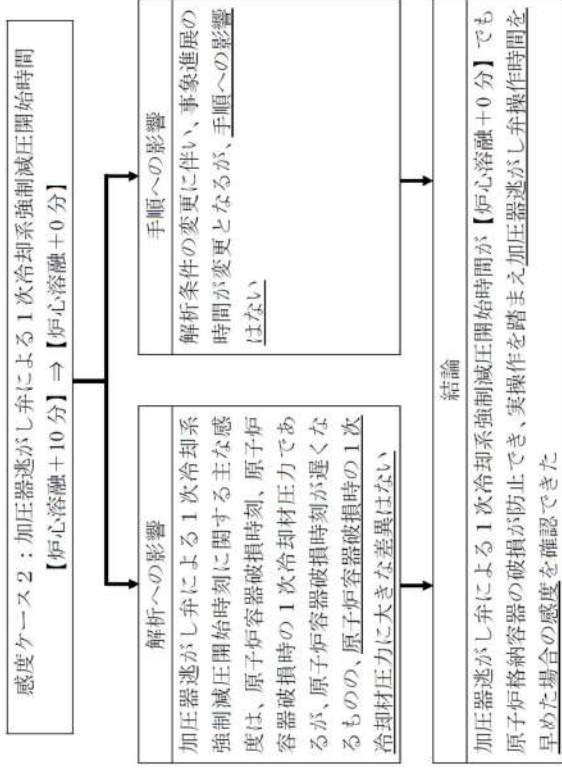 感度ケース２：加圧器逃がし弁による１次冷却系強制減圧開始時間
【炉心溶融+10 分】⇒【炉心溶融+0 分】
解析への影響
加圧器逃がし弁による１次冷却系
強制減圧開始時刻に関する主な感
度は、原子炉容器破損時刻、原子炉
容器破損時の１次冷却材圧力であ
るが、原子炉容器破損時刻が遅くな
るものの、原子炉容器破損時の１次
冷却材圧力に大きな差異はない
手順への影響
解析条件の変更に伴い、事象進展の
時間が変更となるが、手順への影響
はない
結論
加圧器逃がし弁による１次冷却系強制減圧開始時間が【炉心溶融+0 分】でも
原子炉格納容器の破損が防止でき、実操作を踏まえ加圧器逃がし弁操作時間を
早めた場合の感度を確認できた